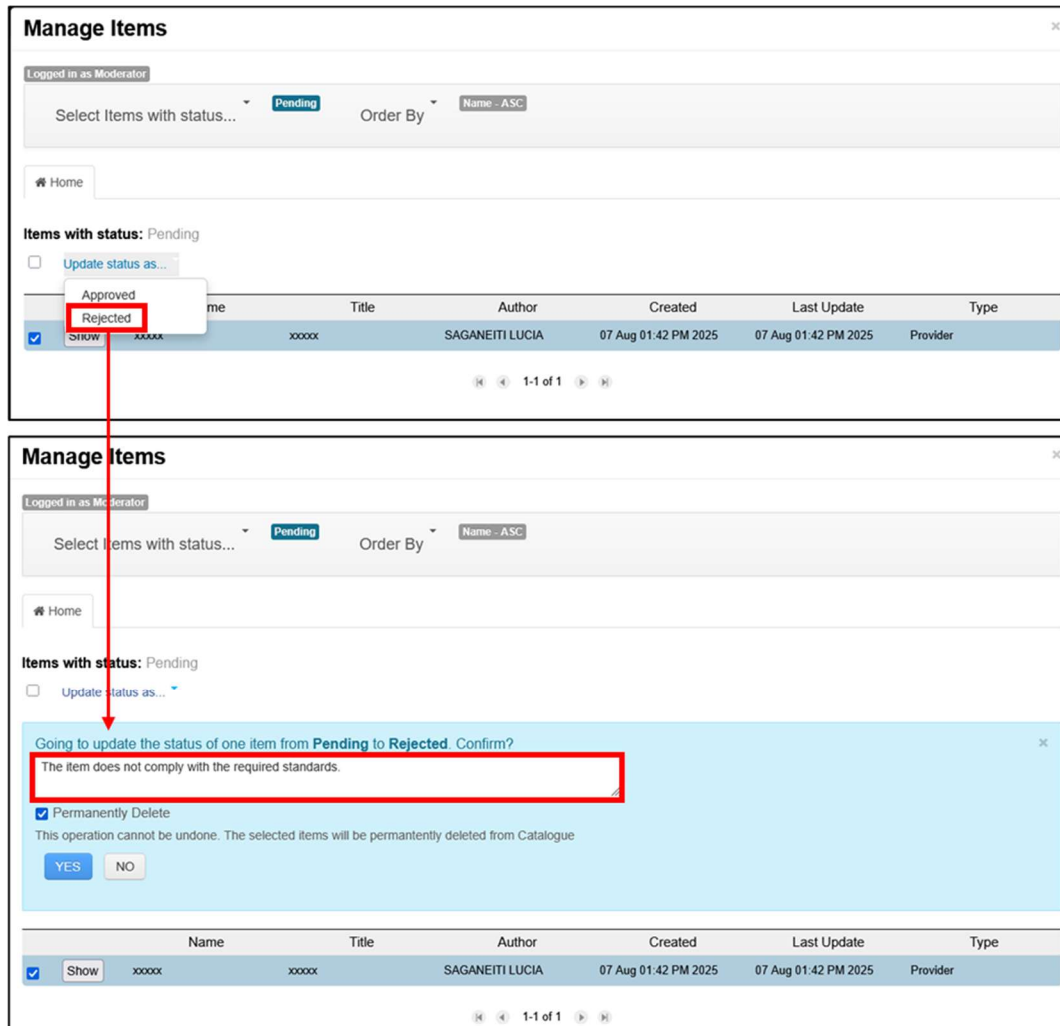 Manage Items
×
Logged in as Moderator
Select Items with status... Pending Order By Name - ASC
Home
Items with status: Pending
Update status as...
Approved
Rejected
me Title Author Created Last Update Type
Show xxxxx xxxxx SAGANEITI LUCIA 07 Aug 01:42 PM 2025 07 Aug 01:42 PM 2025 Provider
1-1 of 1
Manage Items
×
Logged in as Moderator
Select Items with status... Pending Order By Name - ASC
Home
Items with status: Pending
Update status as...
Going to update the status of one item from Pending to Rejected. Confirm? ×
The item does not comply with the required standards.
Permanently Delete
This operation cannot be undone. The selected items will be permantently deleted from Catalogue
YES NO
Name Title Author Created Last Update Type
Show xxxxx xxxxx SAGANEITI LUCIA 07 Aug 01:42 PM 2025 07 Aug 01:42 PM 2025 Provider
1-1 of 1